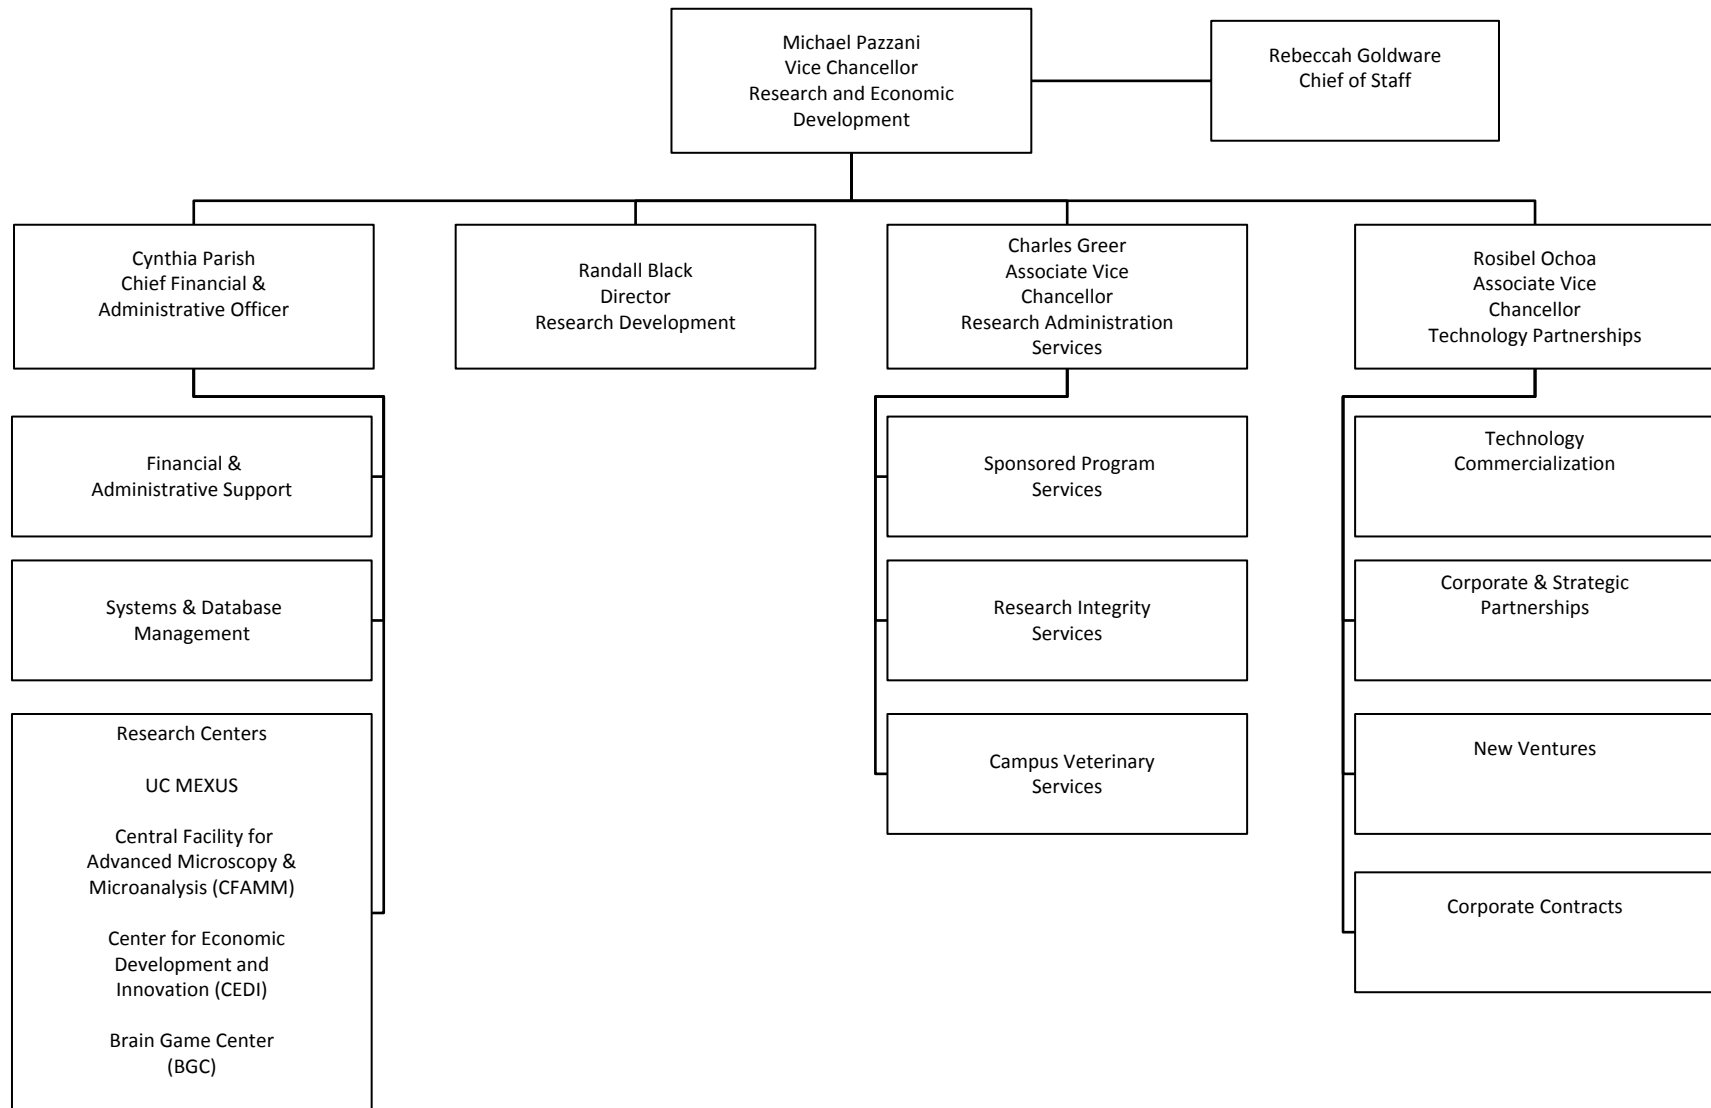 Michael Pazzani
Vice Chancellor
Research and Economic
Development
Rebeccah Goldware
Chief of Staff
Cynthia Parish
Chief Financial &
Administrative Officer
Randall Black
Director
Research Development
Charles Greer
Associate Vice
Chancellor
Research Administration
Services
Rosibel Ochoa
Associate Vice
Chancellor
Technology Partnerships
Financial &
Administrative Support
Systems & Database
Management
Research Centers
UC MEXUS
Central Facility for
Advanced Microscopy &
Microanalysis (CFAMM)
Center for Economic
Development and
Innovation (CEDI)
Brain Game Center
(BGC)
Sponsored Program
Services
Research Integrity
Services
Campus Veterinary
Services
Technology
Commercialization
Corporate & Strategic
Partnerships
New Ventures
Corporate Contracts